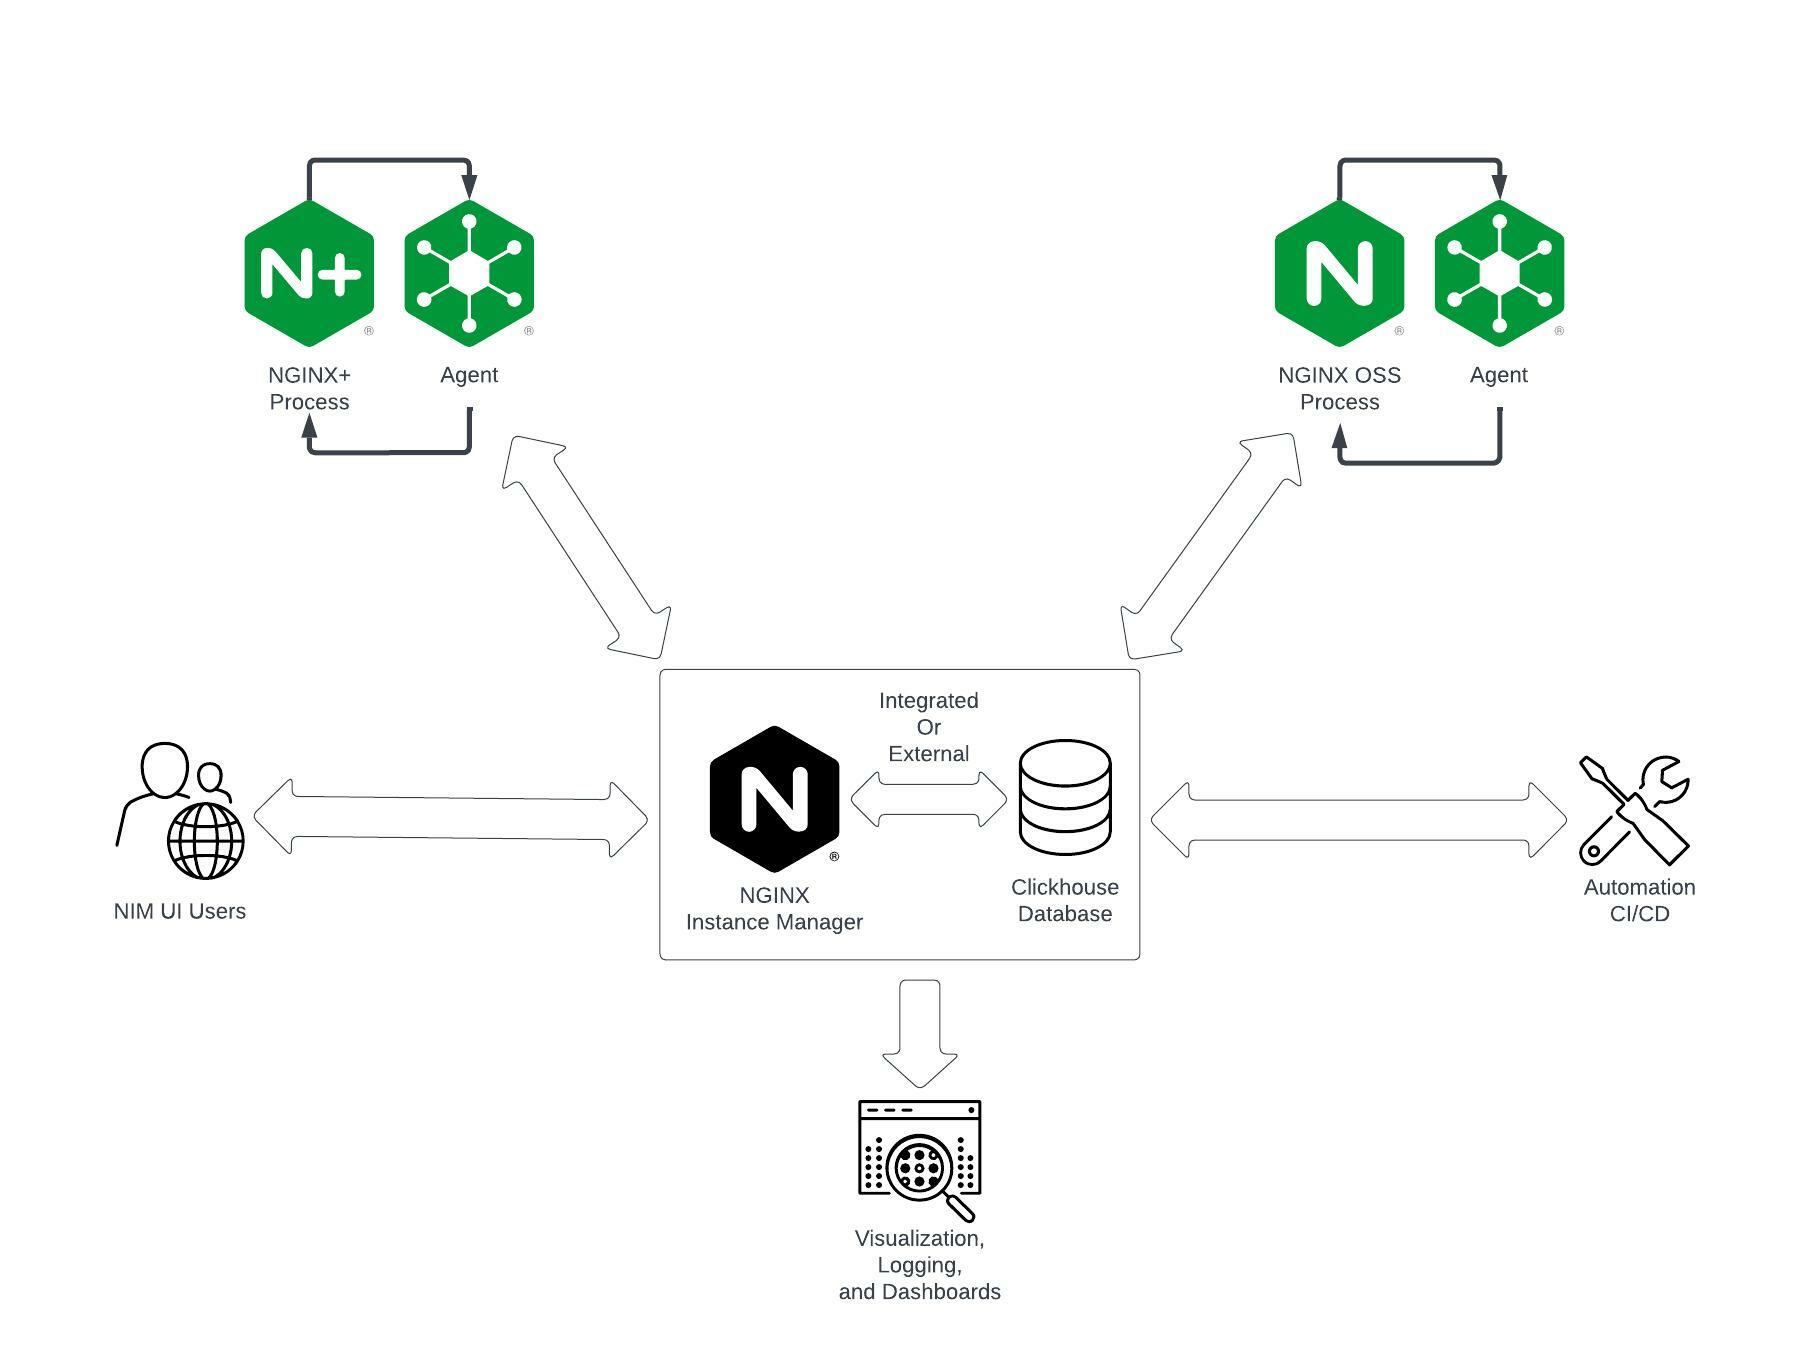 N+
®
®
NGINX+
Process
Agent
N
®
®
NGINX OSS
Process
Agent
Integrated
Or
External
N
®
NGINX
Instance Manager
Clickhouse
Database
NIM UI Users
Automation
CI/CD
Visualization,
Logging,
and Dashboards